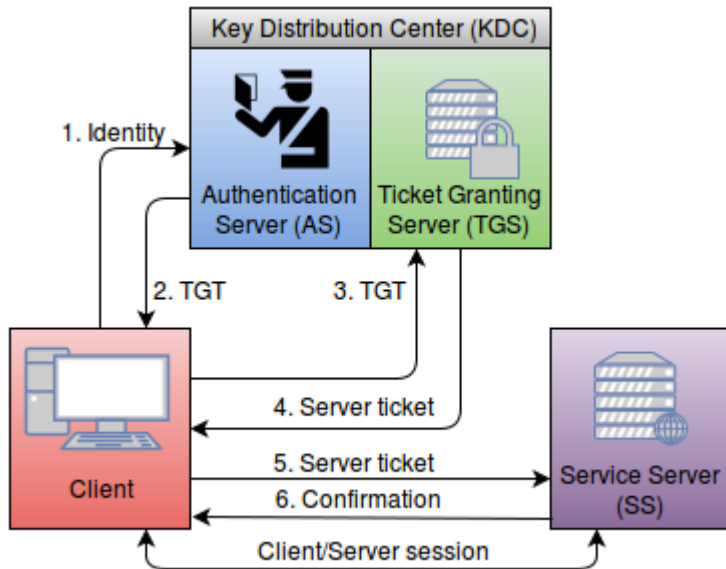 Key Distribution Center (KDC)
1. Identity
Authentication
Server (AS)
Ticket Granting
Server (TGS)
2. TGT
3. TGT
4. Server ticket
5. Server ticket
6. Confirmation
Client
Service Server
(SS)
Client/Server session